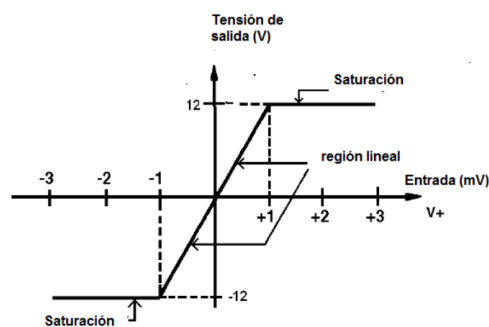 Tensión de
salida (V)
Saturación
12
región lineal
-3 -2 -1
Entrada (mV)
+1 +2 +3 V+
-12
Saturación